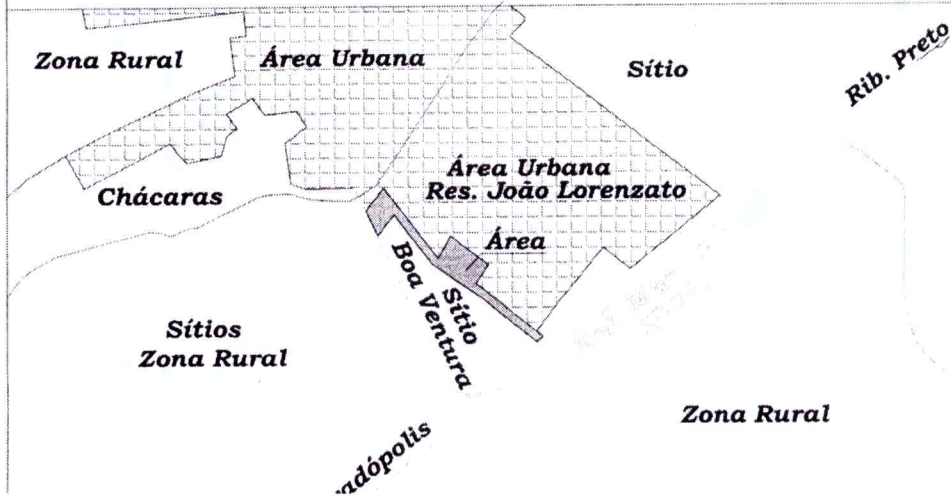 Zona Rural
Área Urbana
Sítio
Rib. Preto
Área Urbana
Res. João Lorenzato
Chácaras
Área
Sítio
Boa Ventura
Sítios
Zona Rural
Zona Rural